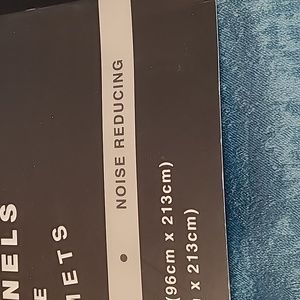 NELS
E
METS
• NOISE REDUCING
(96cm x 213cm)
x 213cm)